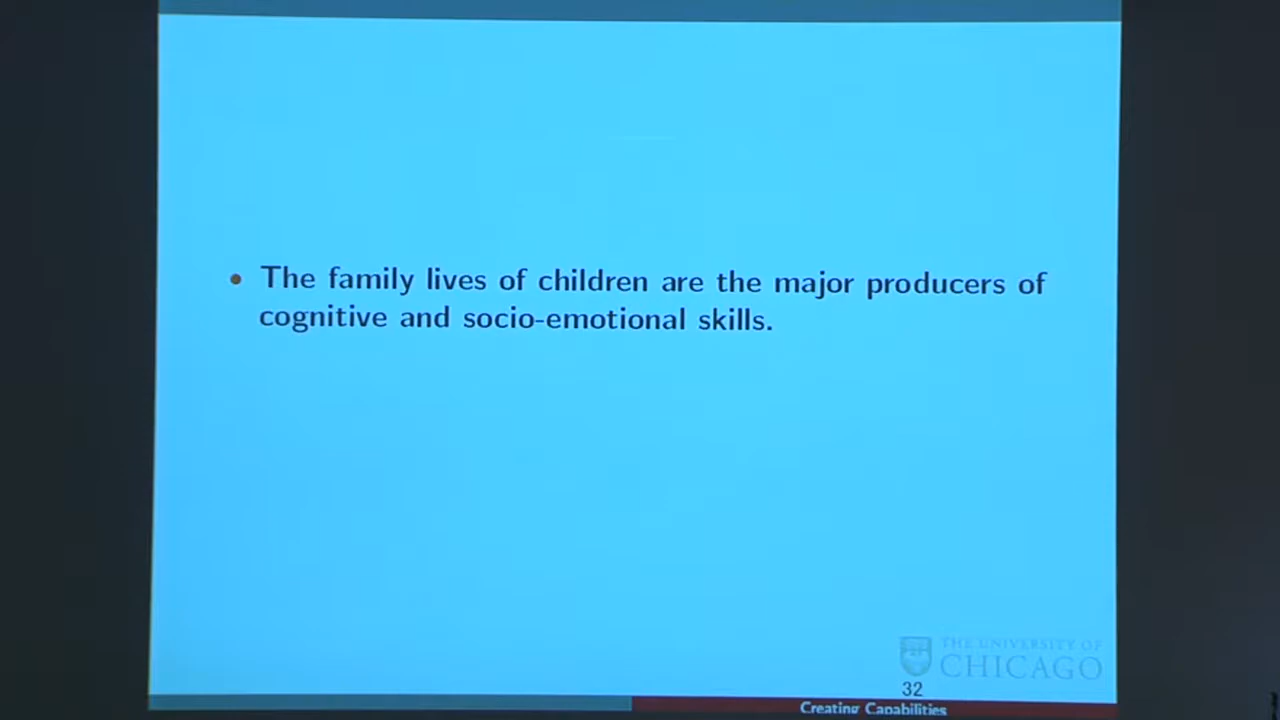 • The family lives of children are the major producers of
cognitive and socio-emotional skills.
THE UNIVERSITY OF
CHICAGO
32
Creating Capabilities